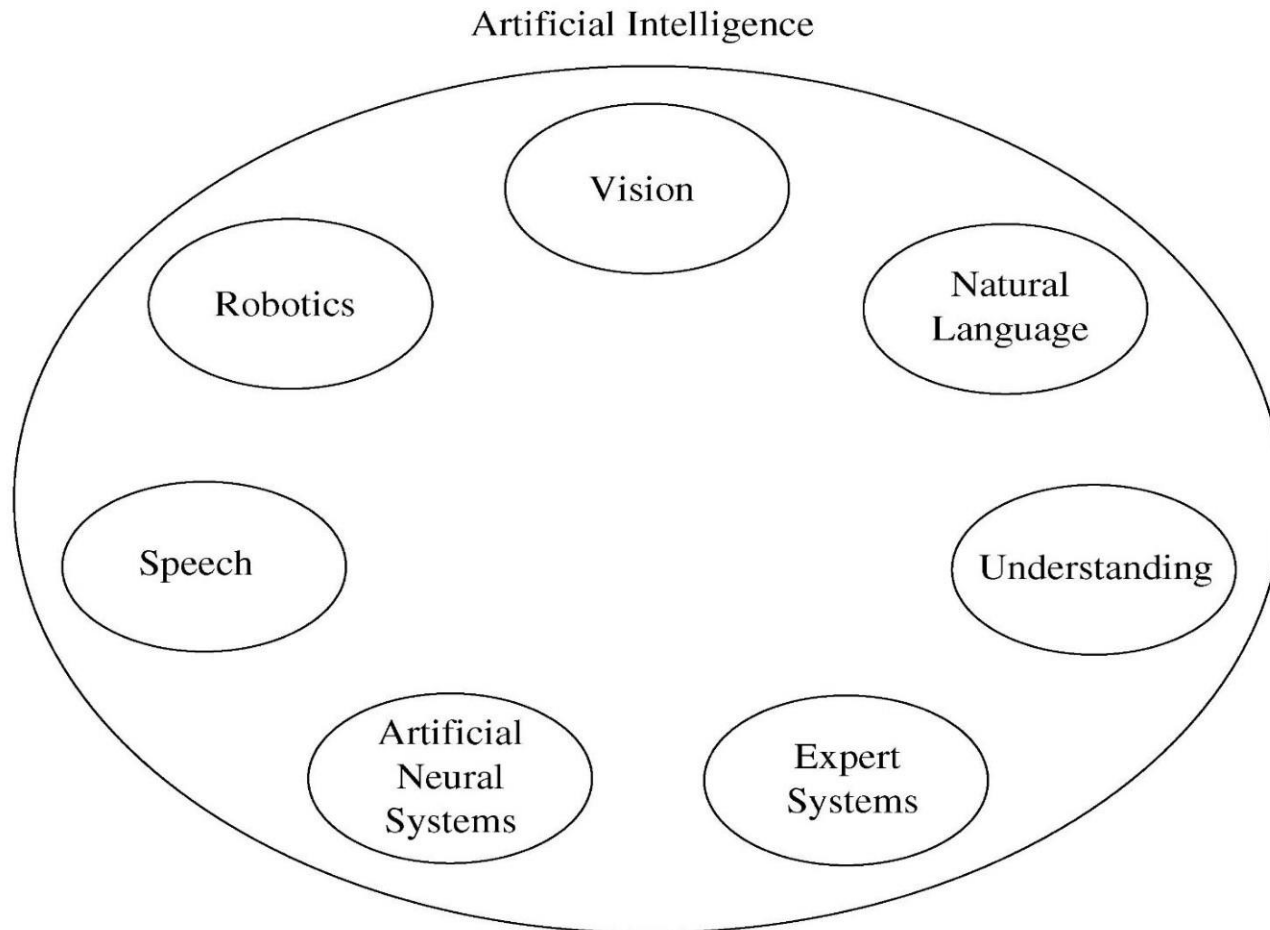 Artificial Intelligence
Vision
Robotics
Natural
Language
Speech
Understanding
Artificial
Neural
Systems
Expert
Systems